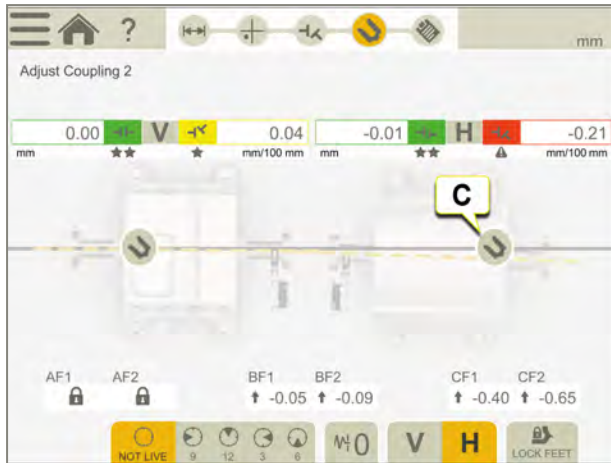 ?
mm
Adjust Coupling 2
0.00 V 0.04 -0.01 H -0.21
mm mm/100 mm mm mm/100 mm
C
AF1 AF2 BF1 BF2 CF1 CF2
-0.05 -0.09 -0.40 -0.65
0 V H
NOT LIVE 9 12 3 6 LOCK FEET